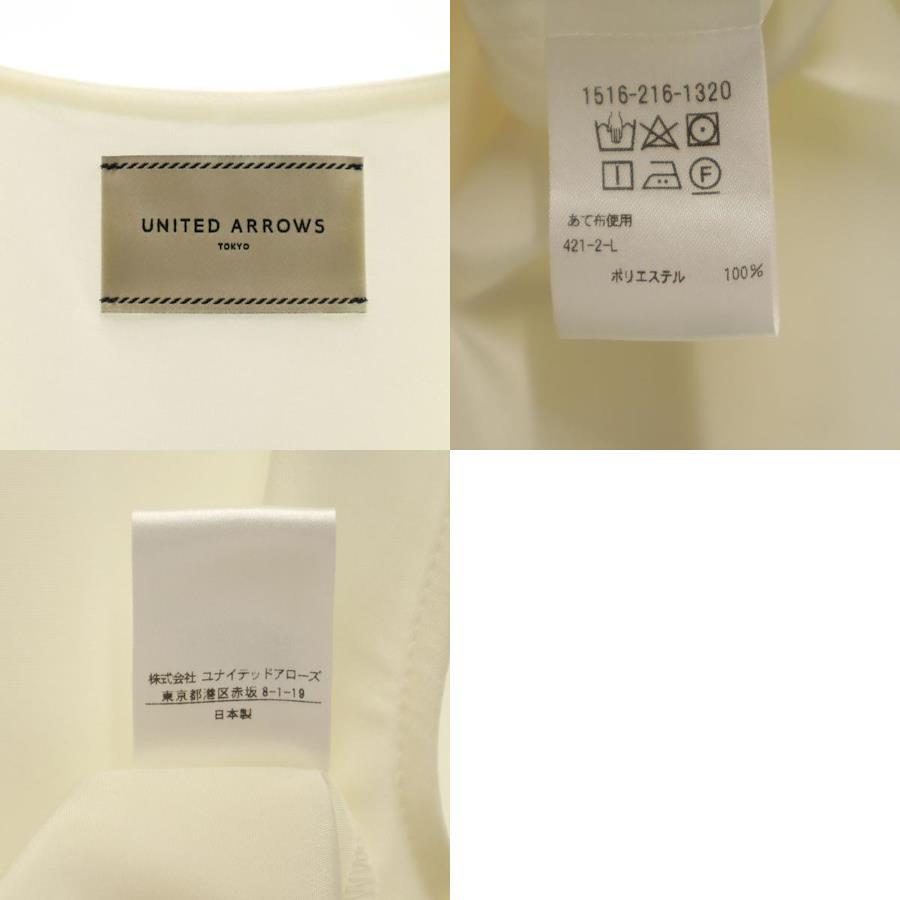 UNITED ARROWS
TOKYO
1516-216-1320
F
あて布使用
421-2-L
ポリエステル 100%
株式会社 ユナイテッドアローズ
東京都港区赤坂 8-1-19
日本製